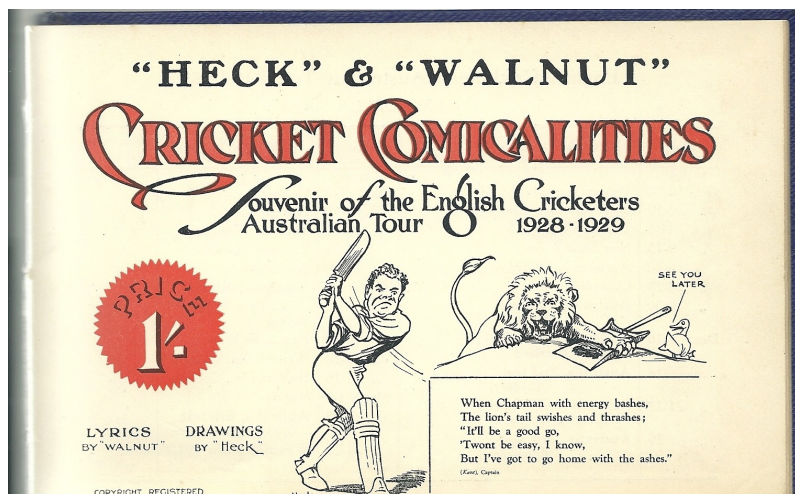 "HECK" & "WALNUT"
CRICKET COMICALITIES
Souvenir of the English Cricketers
Australian Tour 1928·1929
PRICE
1/-
SEE YOU
LATER
When Chapman with energy bashes,
The lion's tail swishes and thrashes;
"It'll be a good go,
'Twont be easy, I know,
But I've got to go home with the ashes."
(Kent), Captain
LYRICS
BY "WALNUT"
DRAWINGS
BY "Heck"
COPYRIGHT REGISTERED